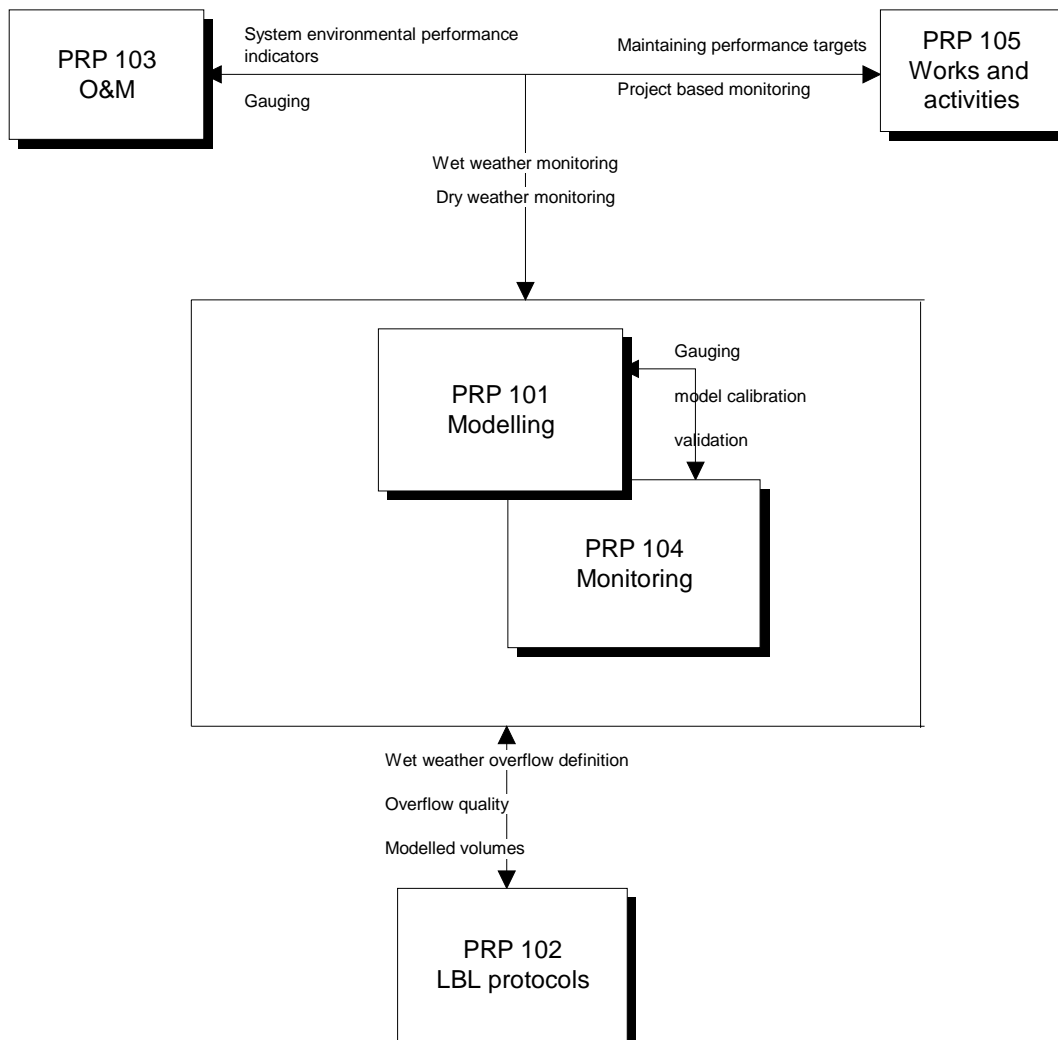 PRP 103
O&M
System environmental performance
indicators
Gauging
Maintaining performance targets
Project based monitoring
PRP 105
Works and
activities
Wet weather monitoring
Dry weather monitoring
PRP 101
Modelling
Gauging
model calibration
validation
PRP 104
Monitoring
Wet weather overflow definition
Overflow quality
Modelled volumes
PRP 102
LBL protocols